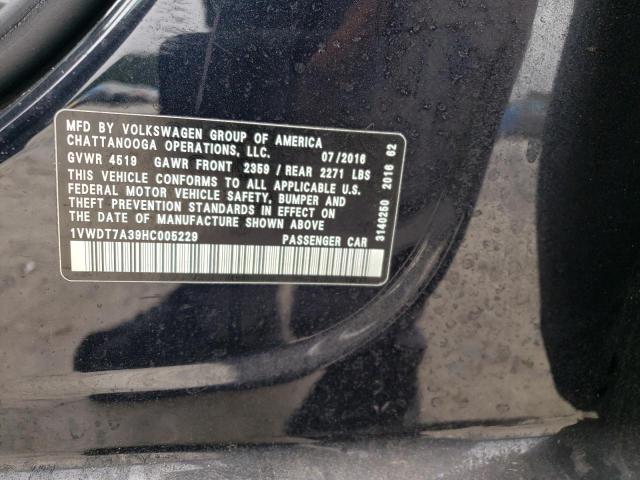 MFD BY VOLKSWAGEN GROUP OF AMERICA
CHATTANOOGA OPERATIONS, LLC. 07/2016
GVWR 4519 GAWR FRONT 2359 / REAR 2271 LBS
THIS VEHICLE CONFORMS TO ALL APPLICABLE U.S.
FEDERAL MOTOR VEHICLE SAFETY, BUMPER AND
THEFT PREVENTION STANDARDS IN EFFECT ON
THE DATE OF MANUFACTURE SHOWN ABOVE
1VWDT7A39HC005229 PASSENGER CAR
3140250 2016 62